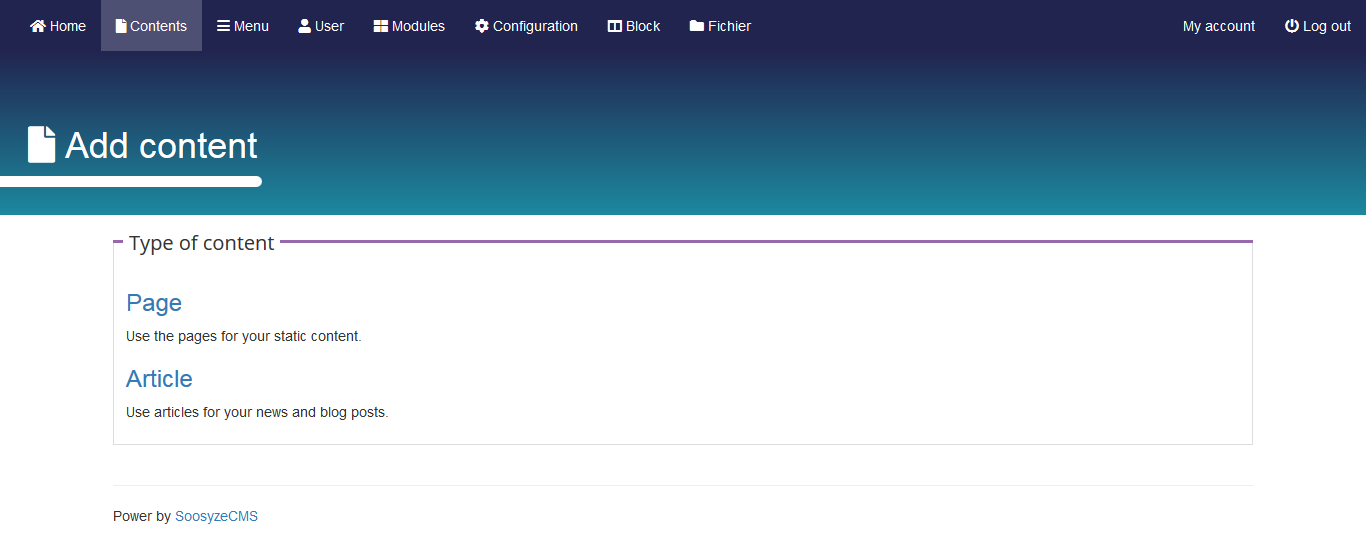 Home Contents Menu User Modules Configuration Block Fichier My account Log out
Add content
Type of content
Page
Use the pages for your static content.
Article
Use articles for your news and blog posts.
Power by SoosyzeCMS